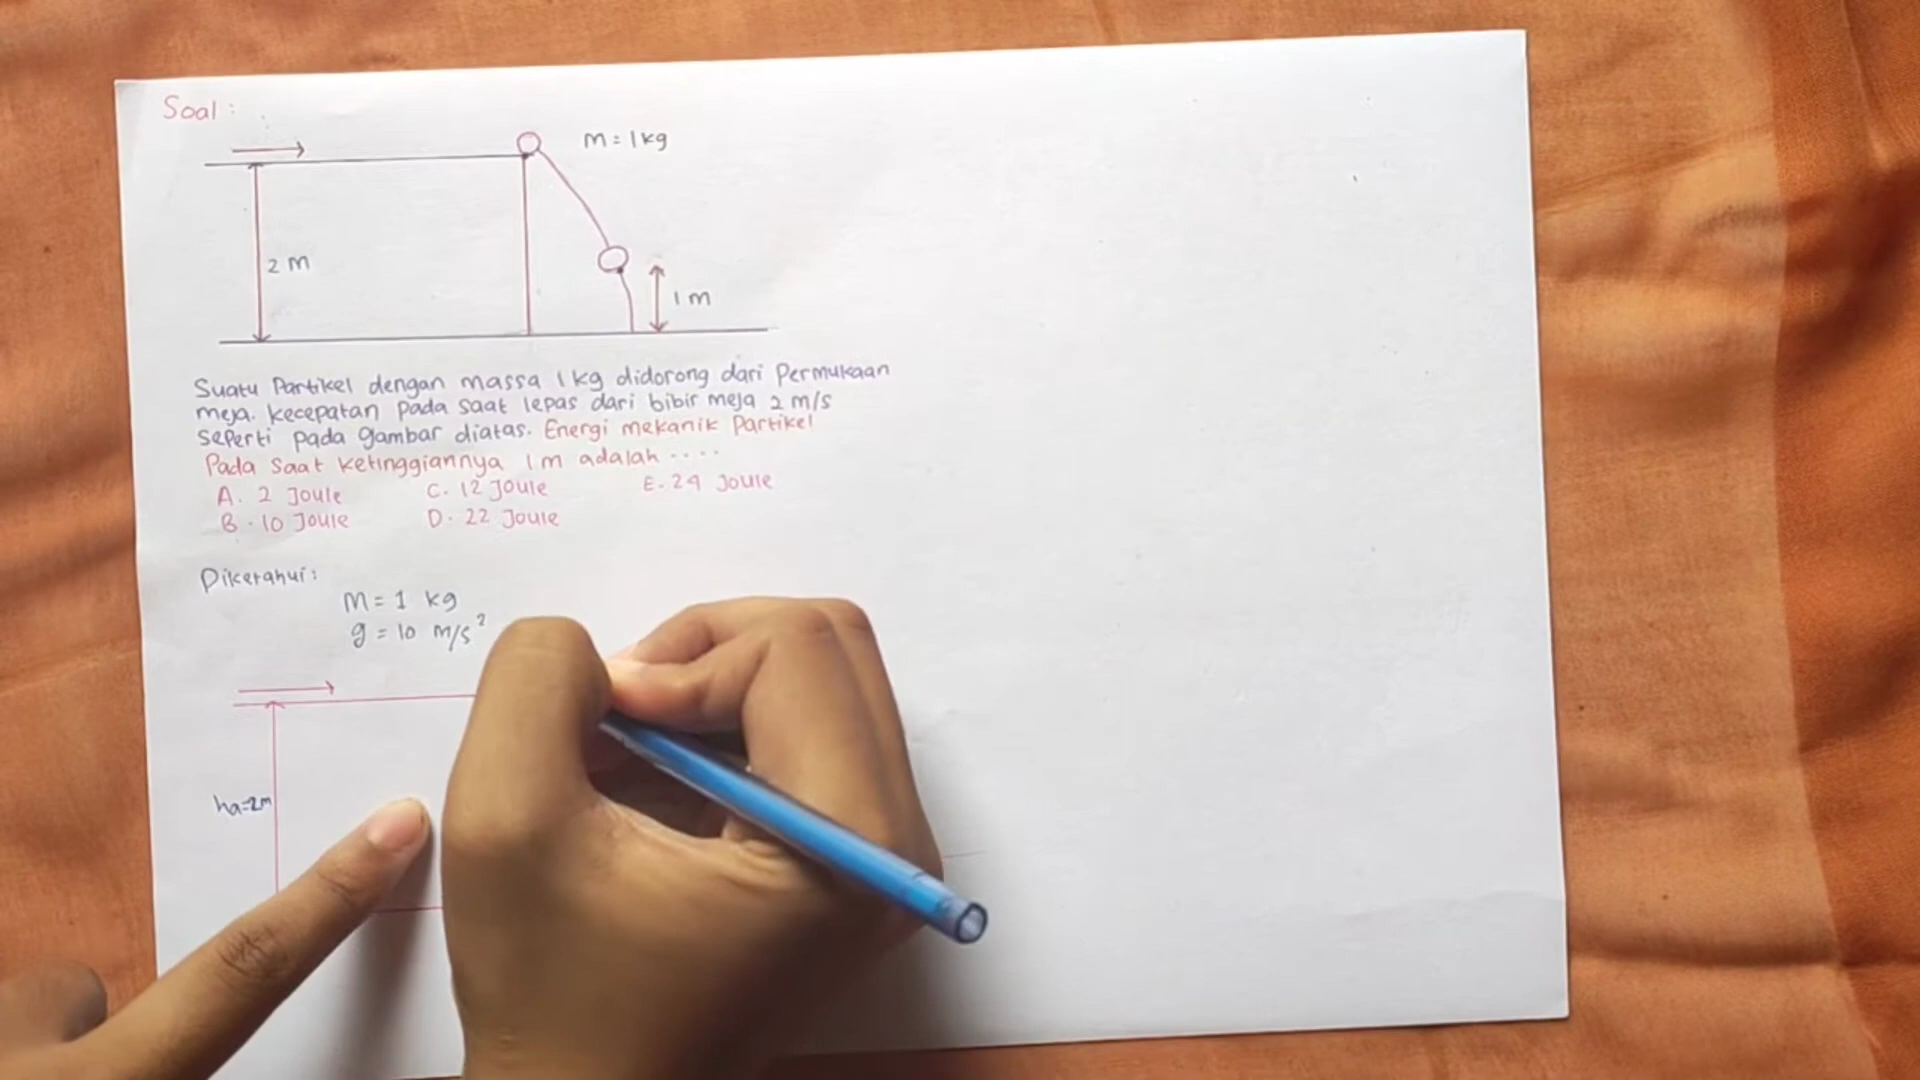 Soal :
m = 1 kg
2 m
1 m
Suatu Partikel dengan massa 1 kg didorong dari Permukaan
meja. Kecepatan Pada saat lepas dari bibir meja 2 m/s
seperti pada gambar diatas. Energi mekanik Partikel
Pada saat ketinggiannya 1 m adalah ....
A. 2 Joule C. 12 Joule E. 24 Joule
B. 10 Joule D. 22 Joule
Diketahui:
m = 1 kg
g = 10 m/s²
ha=2m